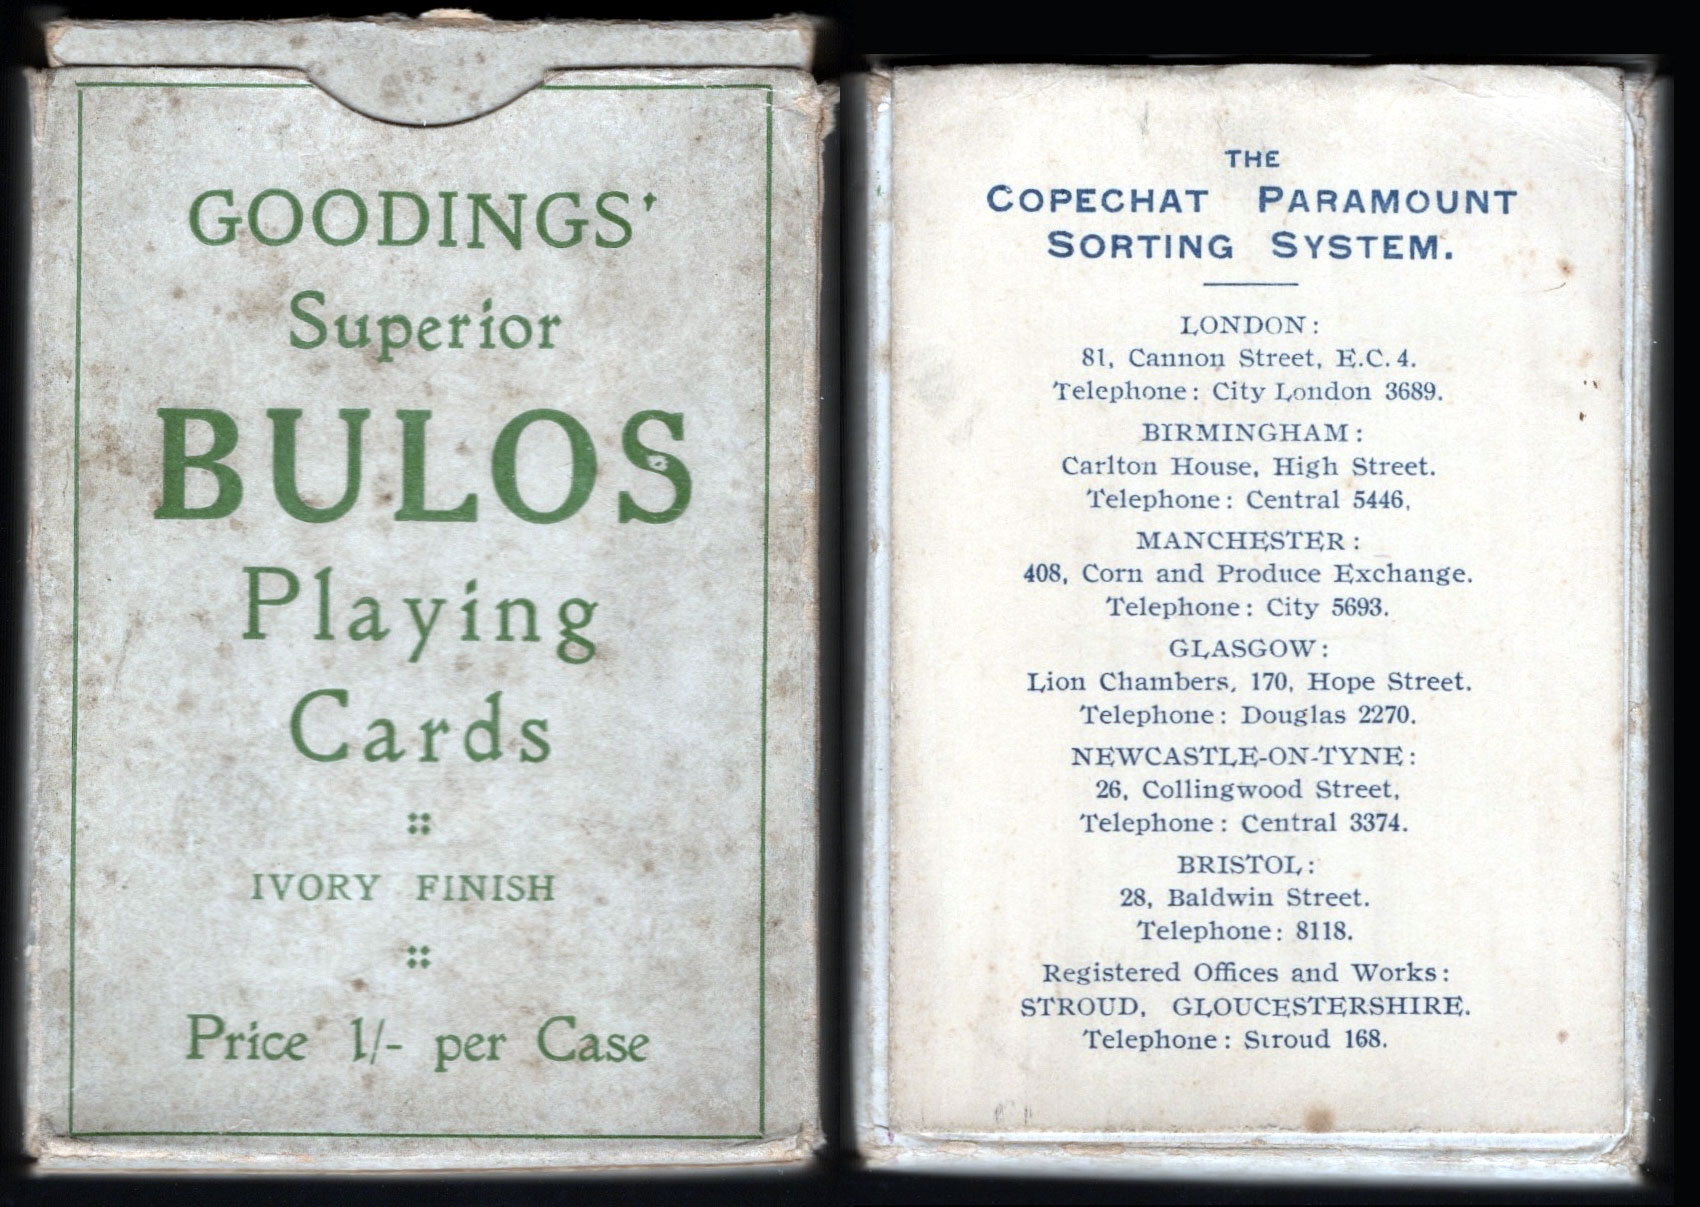 GOODINGS'
Superior
BULOS
Playing
Cards
IVORY FINISH
Price 1/- per Case
THE
COPECHAT PARAMOUNT
SORTING SYSTEM.
LONDON:
81, Cannon Street, E.C. 4.
Telephone: City London 3689.
BIRMINGHAM:
Carlton House, High Street.
Telephone: Central 5446,
MANCHESTER:
408, Corn and Produce Exchange.
Telephone: City 5693.
GLASGOW:
Lion Chambers, 170, Hope Street.
Telephone: Douglas 2270.
NEWCASTLE-ON-TYNE:
26, Collingwood Street,
Telephone: Central 3374.
BRISTOL:
28, Baldwin Street.
Telephone: 8118.
Registered Offices and Works:
STROUD, GLOUCESTERSHIRE.
Telephone: Stroud 168.